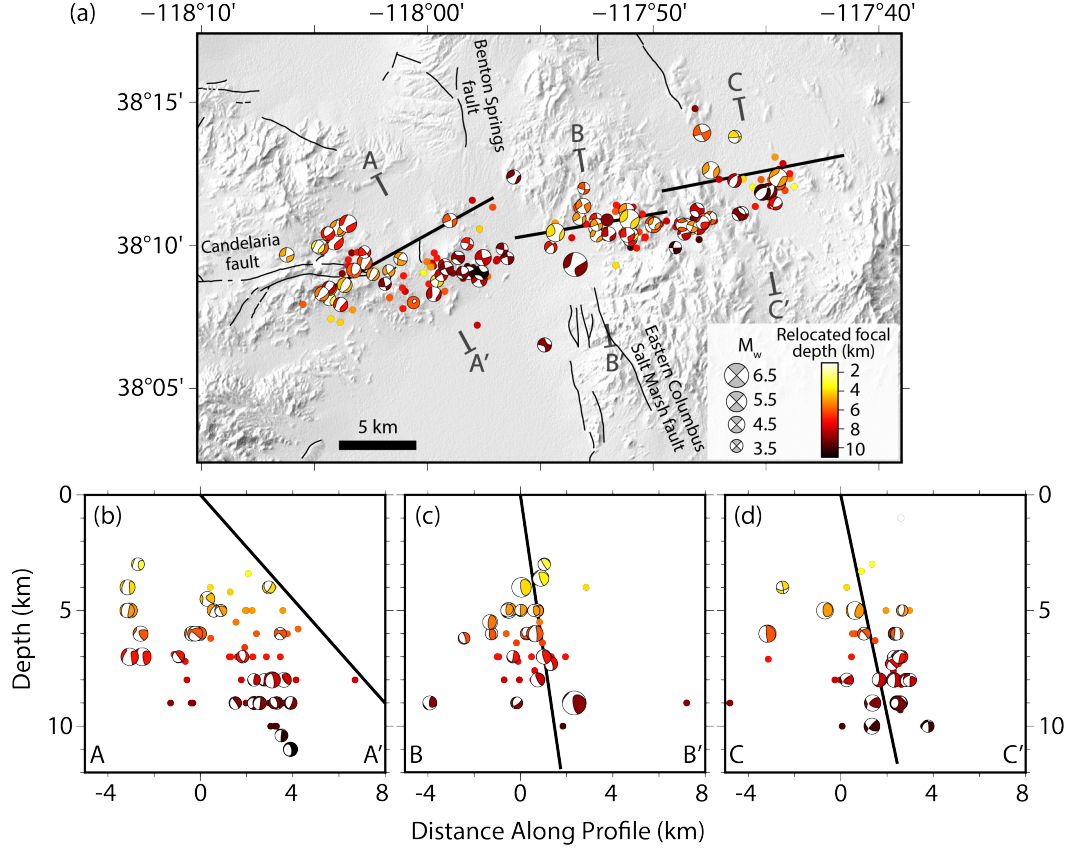 (a)
−118°10'
−118°00'
−117°50'
−117°40'
38°15'
38°10'
38°05'
Benton Springs
fault
A
B
C
Candelaria
fault
A'
B'
C'
Eastern Columbus
Salt Marsh fault
5 km
Mw
6.5
5.5
4.5
3.5
Relocated focal
depth (km)
2
4
6
8
10
(b)
(c)
(d)
0
5
10
0
5
10
Depth (km)
A
A′
B
B′
C
C′
-4
0
4
8
-4
0
4
8
-4
0
4
8
Distance Along Profile (km)